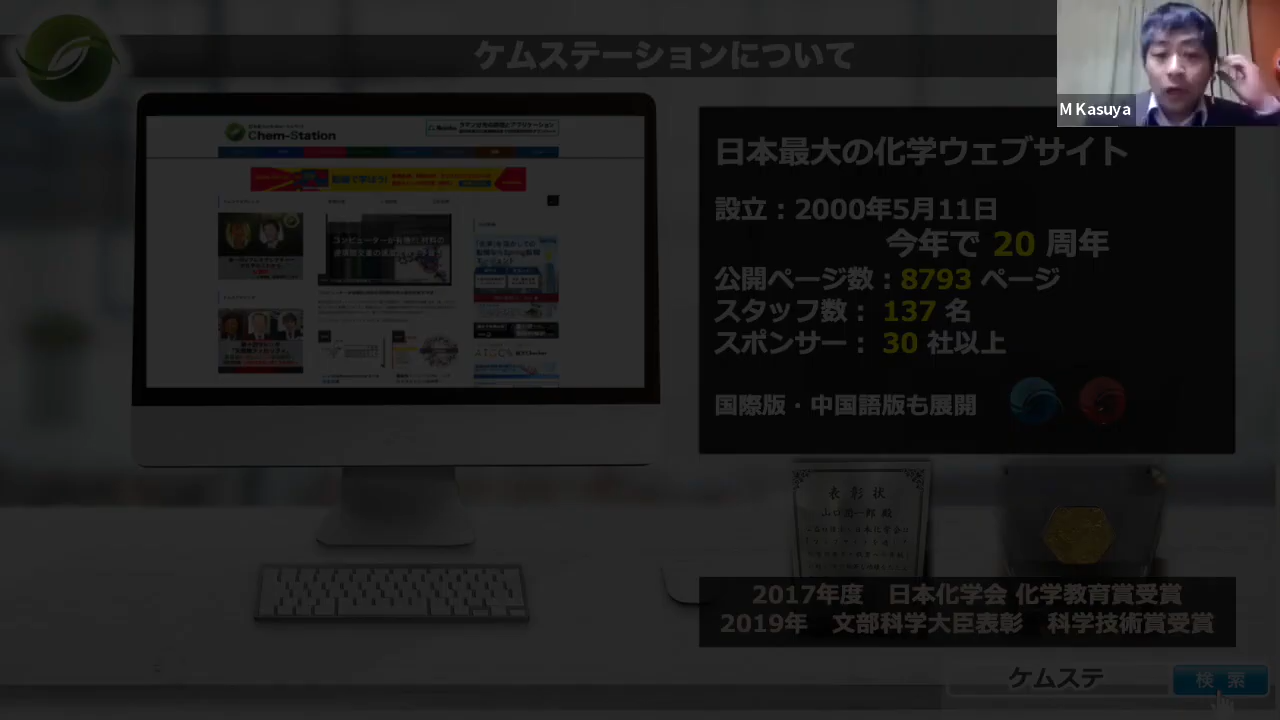 ケムステーションについて
M Kasuya
Chem-Station
日本最大の化学ウェブサイト
設立：2000年5月11日
今年で 20 周年
公開ページ数：8793 ページ
スタッフ数： 137 名
スポンサー： 30 社以上
国際版・中国語版も展開
表彰状
2017年度　日本化学会 化学教育賞受賞
2019年　文部科学大臣表彰　科学技術賞受賞
ケムステ
検 索